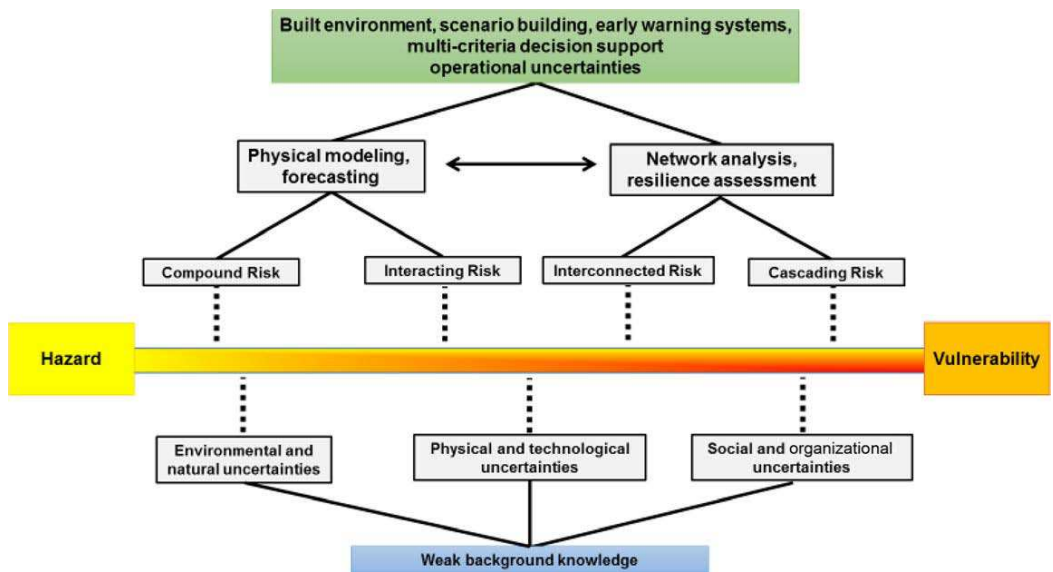 Built environment, scenario building, early warning systems,
multi-criteria decision support
operational uncertainties
Physical modeling,
forecasting
Network analysis,
resilience assessment
Compound Risk
Interacting Risk
Interconnected Risk
Cascading Risk
Hazard
Vulnerability
Environmental and
natural uncertainties
Physical and technological
uncertainties
Social and organizational
uncertainties
Weak background knowledge